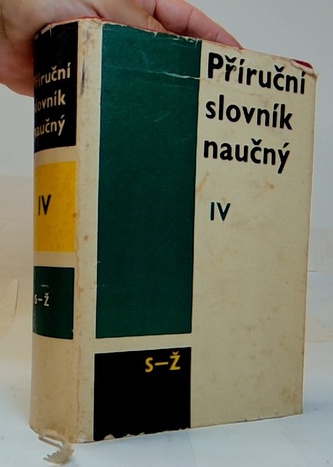 Příruční
slovník
naučný
IV
s–ž
Příruční
slovník
naučný
IV
S–Ž